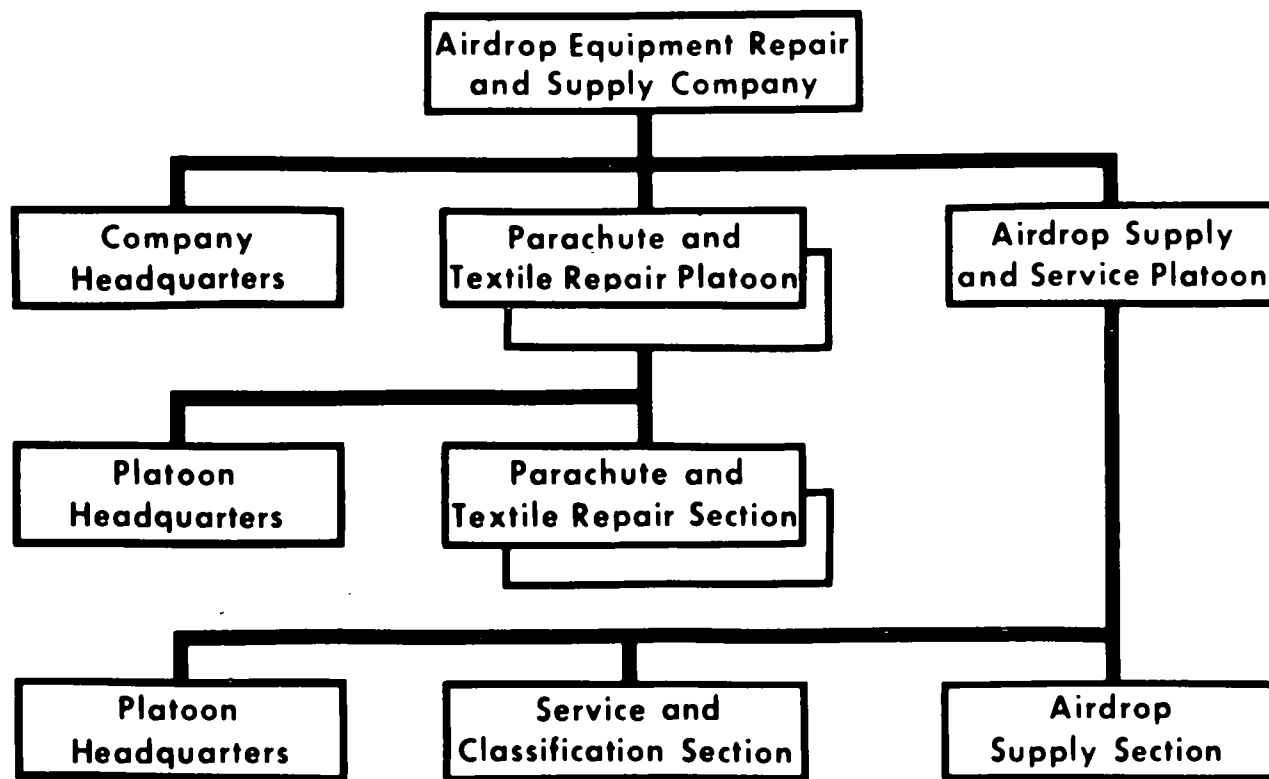 Airdrop Equipment Repair
and Supply Company
Company
Headquarters
Parachute and
Textile Repair Platoon
Airdrop Supply
and Service Platoon
Platoon
Headquarters
Parachute and
Textile Repair Section
Platoon
Headquarters
Service and
Classification Section
Airdrop
Supply Section